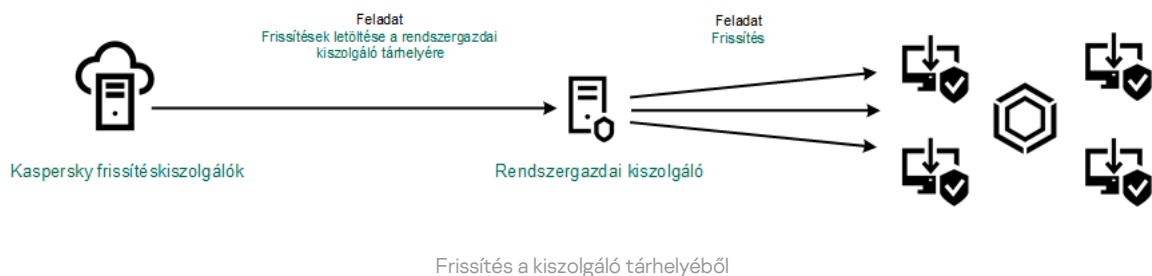 Feladat
Frissítések letöltése a rendszergazdai
kiszolgáló tárhelyére
Feladat
Frissítés
Kaspersky frissítéskiszolgálók
Rendszergazdai kiszolgáló
Frissítés a kiszolgáló tárhelyéből